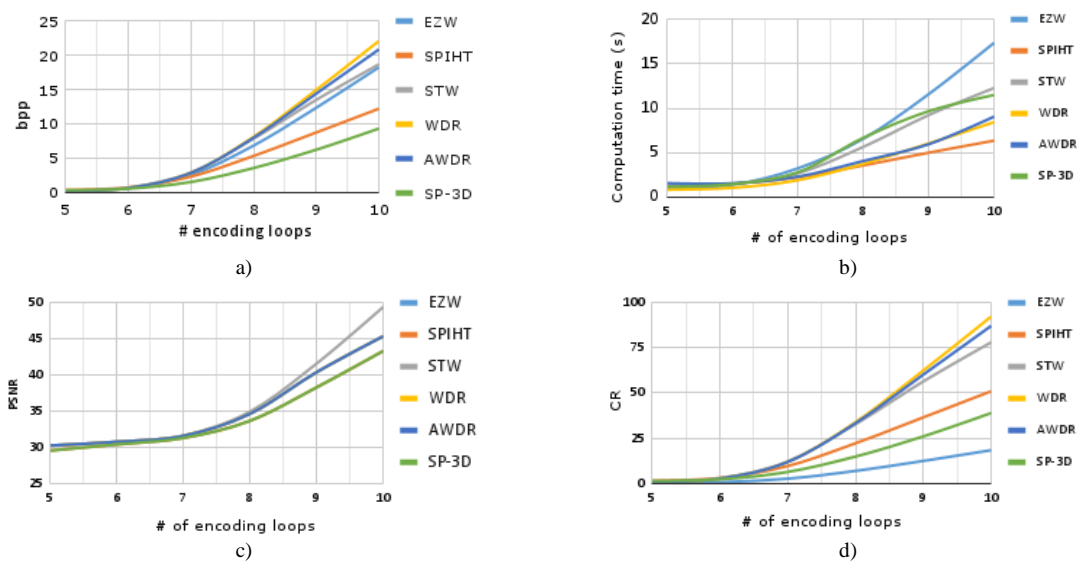 25
20
15
10
5
0
bpp
5 6 7 8 9 10
# encoding loops
EZW
SPIHT
STW
WDR
AWDR
SP-3D
a)
20
15
10
5
0
Computation time (s)
5 6 7 8 9 10
# of encoding loops
EZW
SPIHT
STW
WDR
AWDR
SP-3D
b)
50
45
40
35
30
25
PSNR
5 6 7 8 9 10
# of encoding loops
EZW
SPIHT
STW
WDR
AWDR
SP-3D
c)
100
75
50
25
0
CR
5 6 7 8 9 10
# of encoding loops
EZW
SPIHT
STW
WDR
AWDR
SP-3D
d)